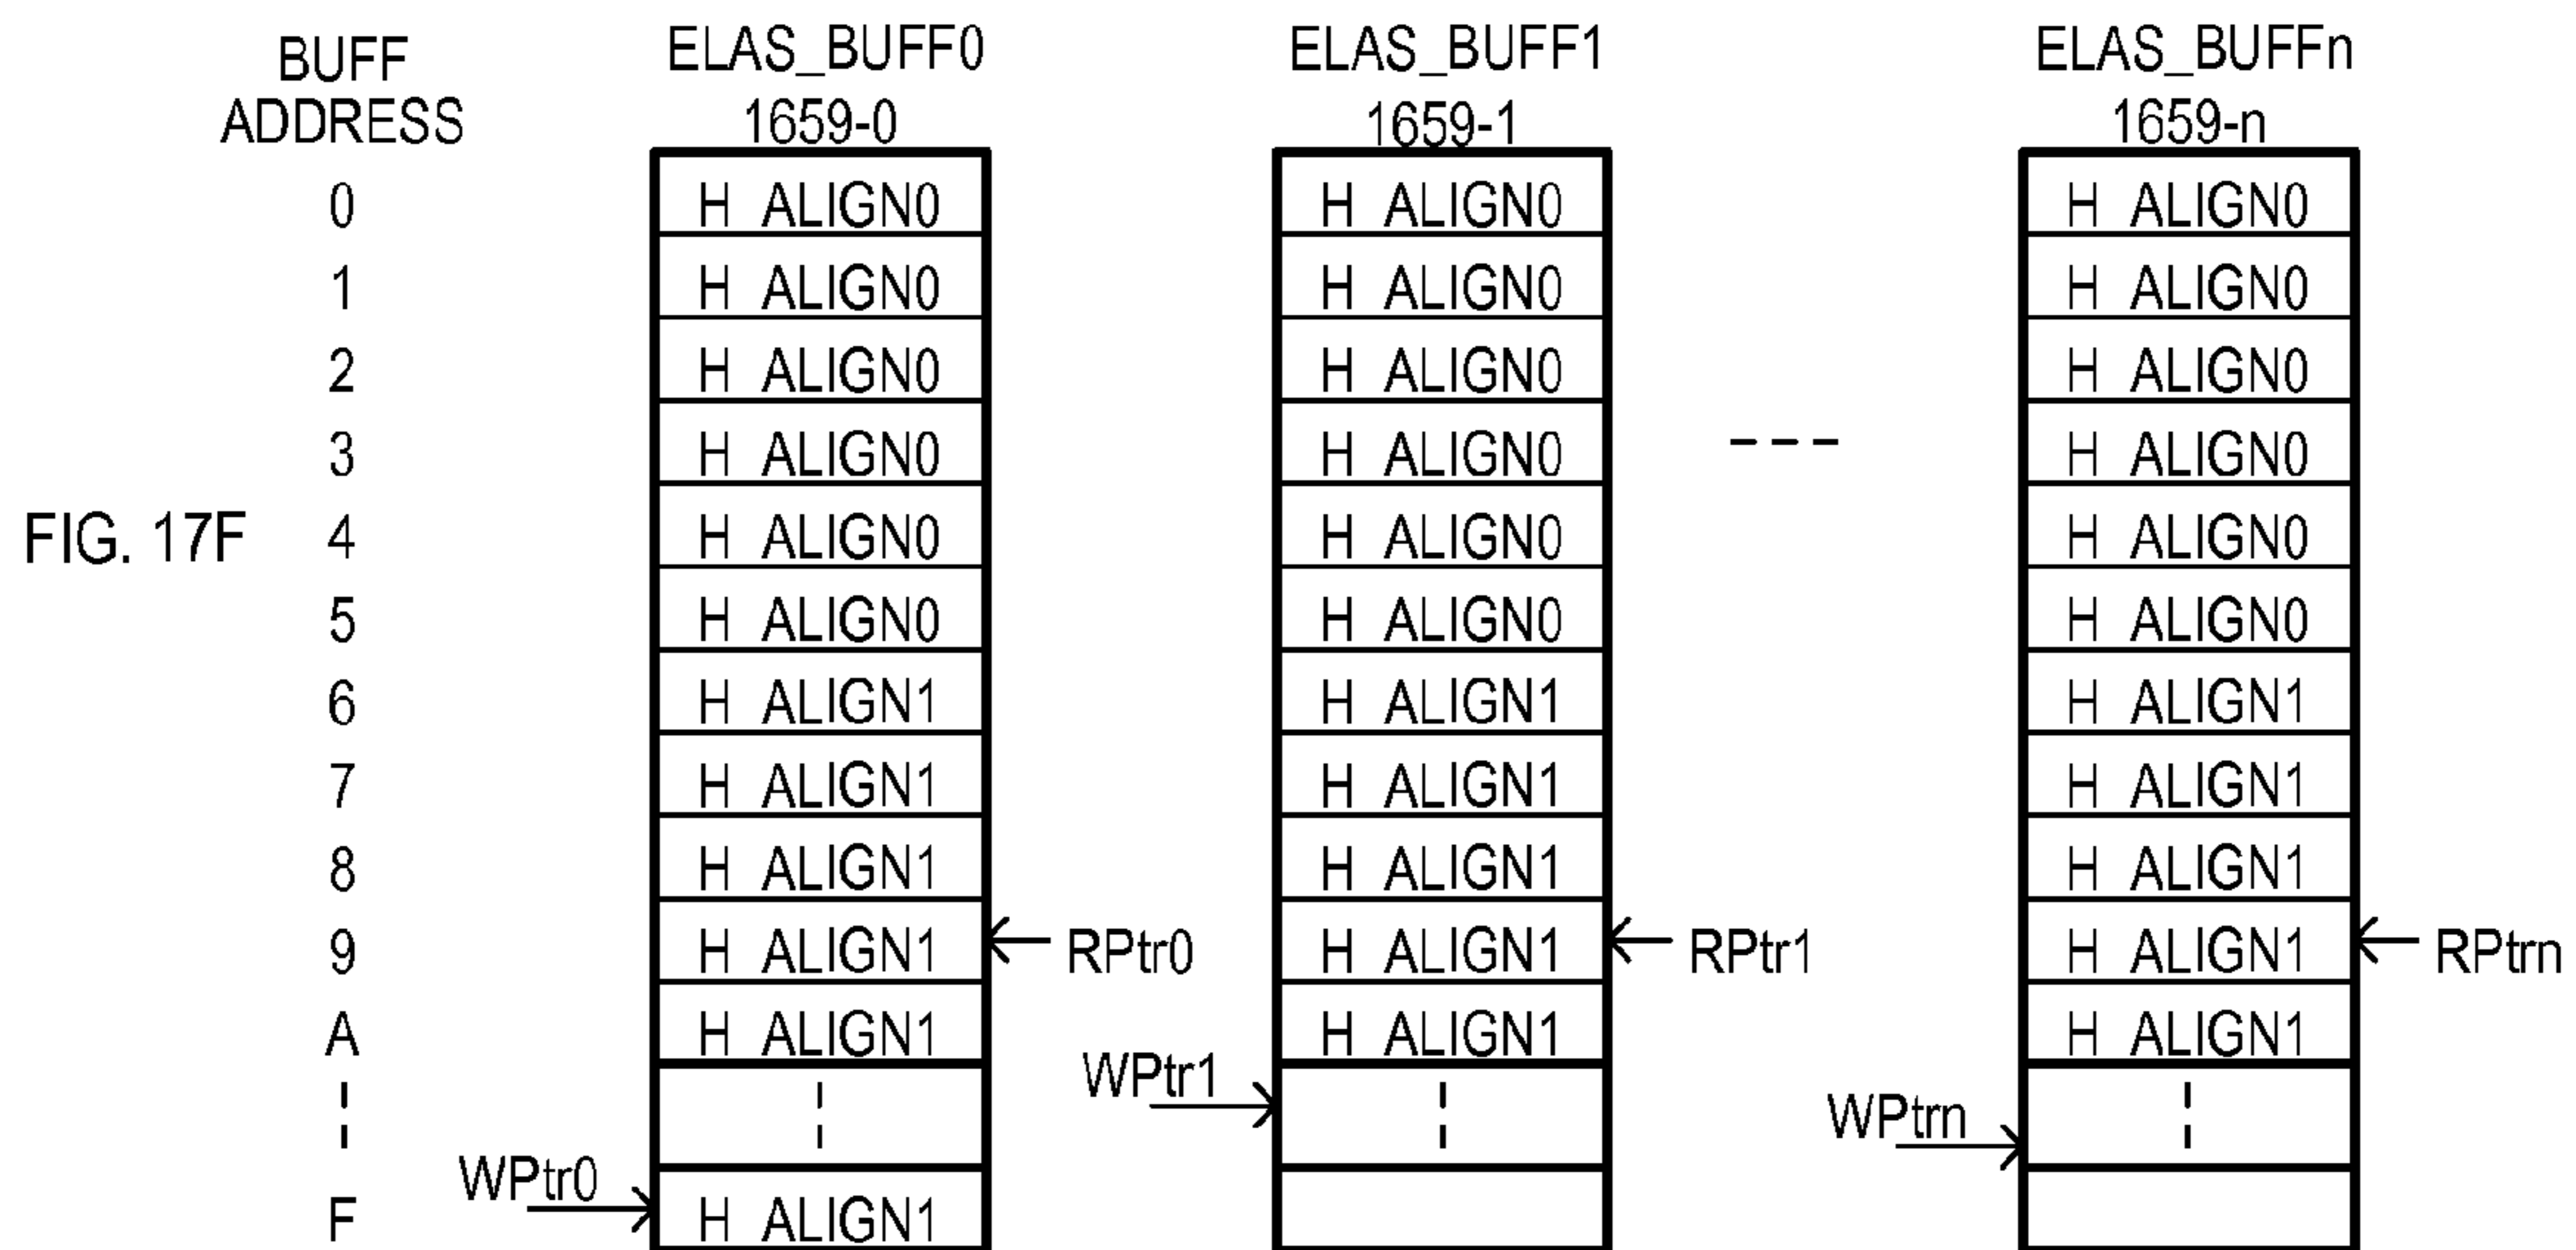 BUFF ADDRESS ELAS_BUFF0 ELAS_BUFF1 ELAS_BUFFn
1659-0 1659-1 1659-n
0 H ALIGN0 H ALIGN0 H ALIGN0
1 H ALIGN0 H ALIGN0 H ALIGN0
2 H ALIGN0 H ALIGN0 H ALIGN0
3 H ALIGN0 H ALIGN0 H ALIGN0
FIG. 17F 4 H ALIGN0 H ALIGN0 H ALIGN0
5 H ALIGN0 H ALIGN0 H ALIGN0
6 H ALIGN1 H ALIGN1 H ALIGN1
7 H ALIGN1 H ALIGN1 H ALIGN1
8 H ALIGN1 H ALIGN1 H ALIGN1
9 H ALIGN1 RPtr0 H ALIGN1 RPtr1 H ALIGN1 RPtrn
A H ALIGN1 H ALIGN1 H ALIGN1
WPtr1 WPtrn
WPtr0
F H ALIGN1